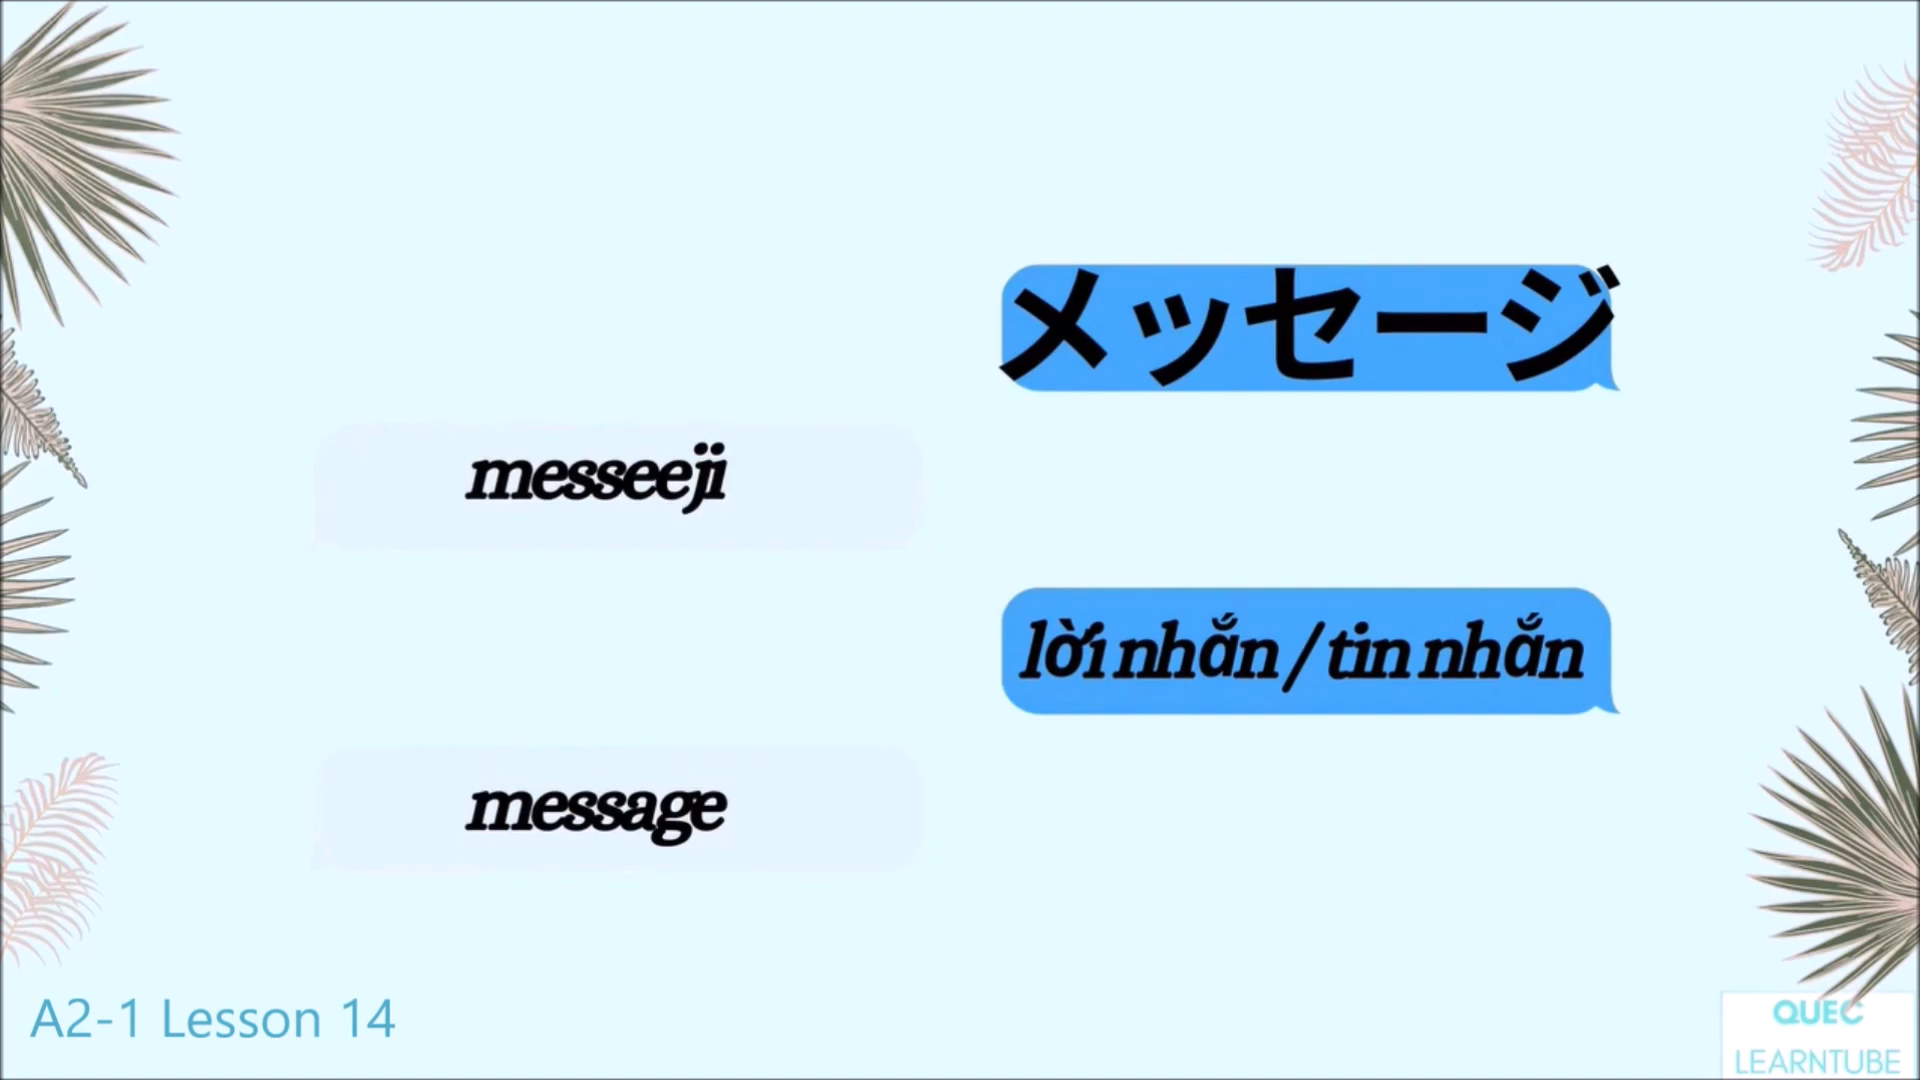 メッセージ
messeeji
lời nhắn / tin nhắn
message
A2-1 Lesson 14
QUEC
LEARNTUBE